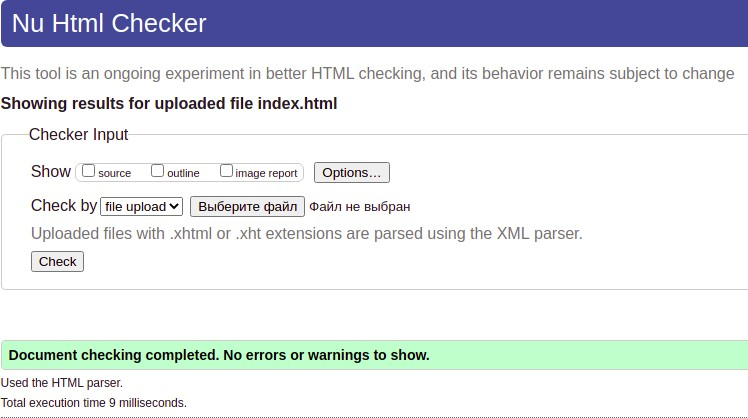 Nu Html Checker
This tool is an ongoing experiment in better HTML checking, and its behavior remains subject to change
Showing results for uploaded file index.html
Checker Input
Show source outline image report Options...
Check by file upload Выберите файл Файл не выбран
Uploaded files with .xhtml or .xht extensions are parsed using the XML parser.
Check
Document checking completed. No errors or warnings to show.
Used the HTML parser.
Total execution time 9 milliseconds.